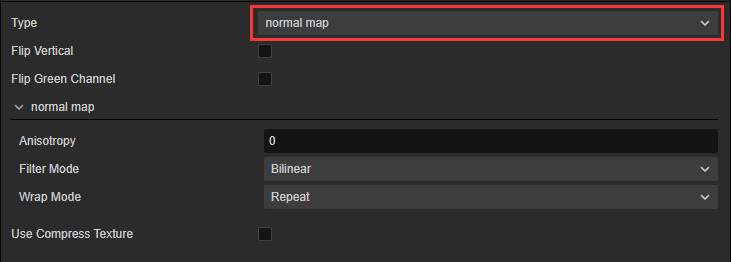 Type normal map
Flip Vertical
Flip Green Channel
normal map
Anisotropy 0
Filter Mode Bilinear
Wrap Mode Repeat
Use Compress Texture